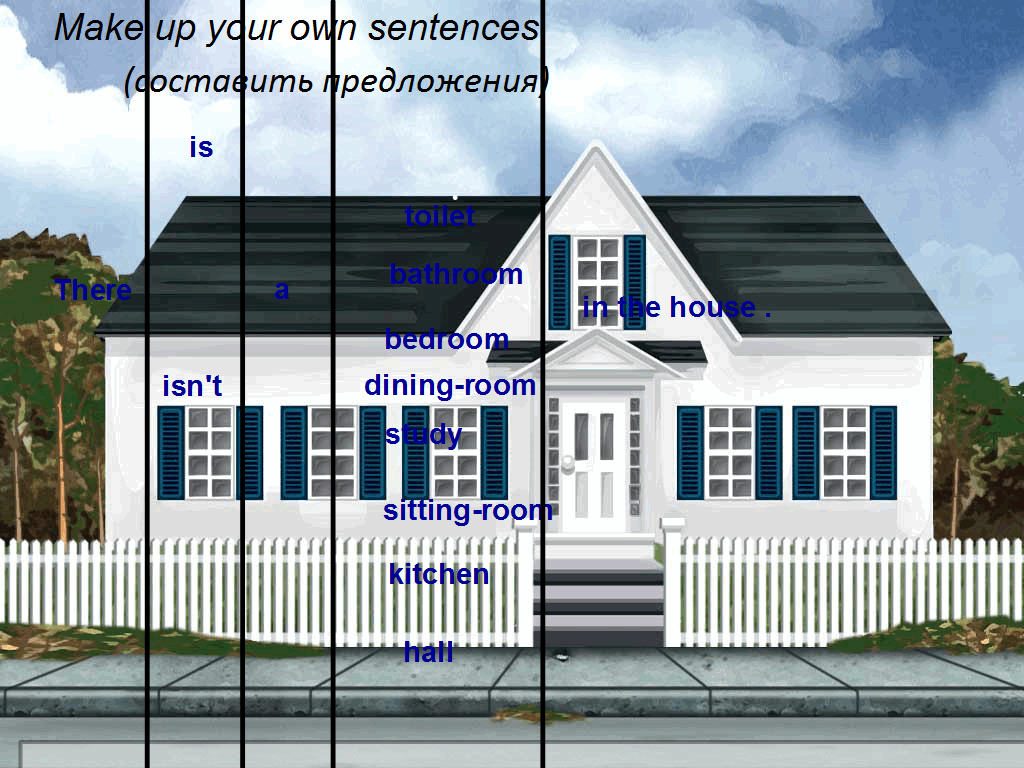 Make up your own sentences
(составить предложения)
is
toilet
bathroom
There a
in the house .
bedroom
isn't dining-room
study
sitting-room
kitchen
hall